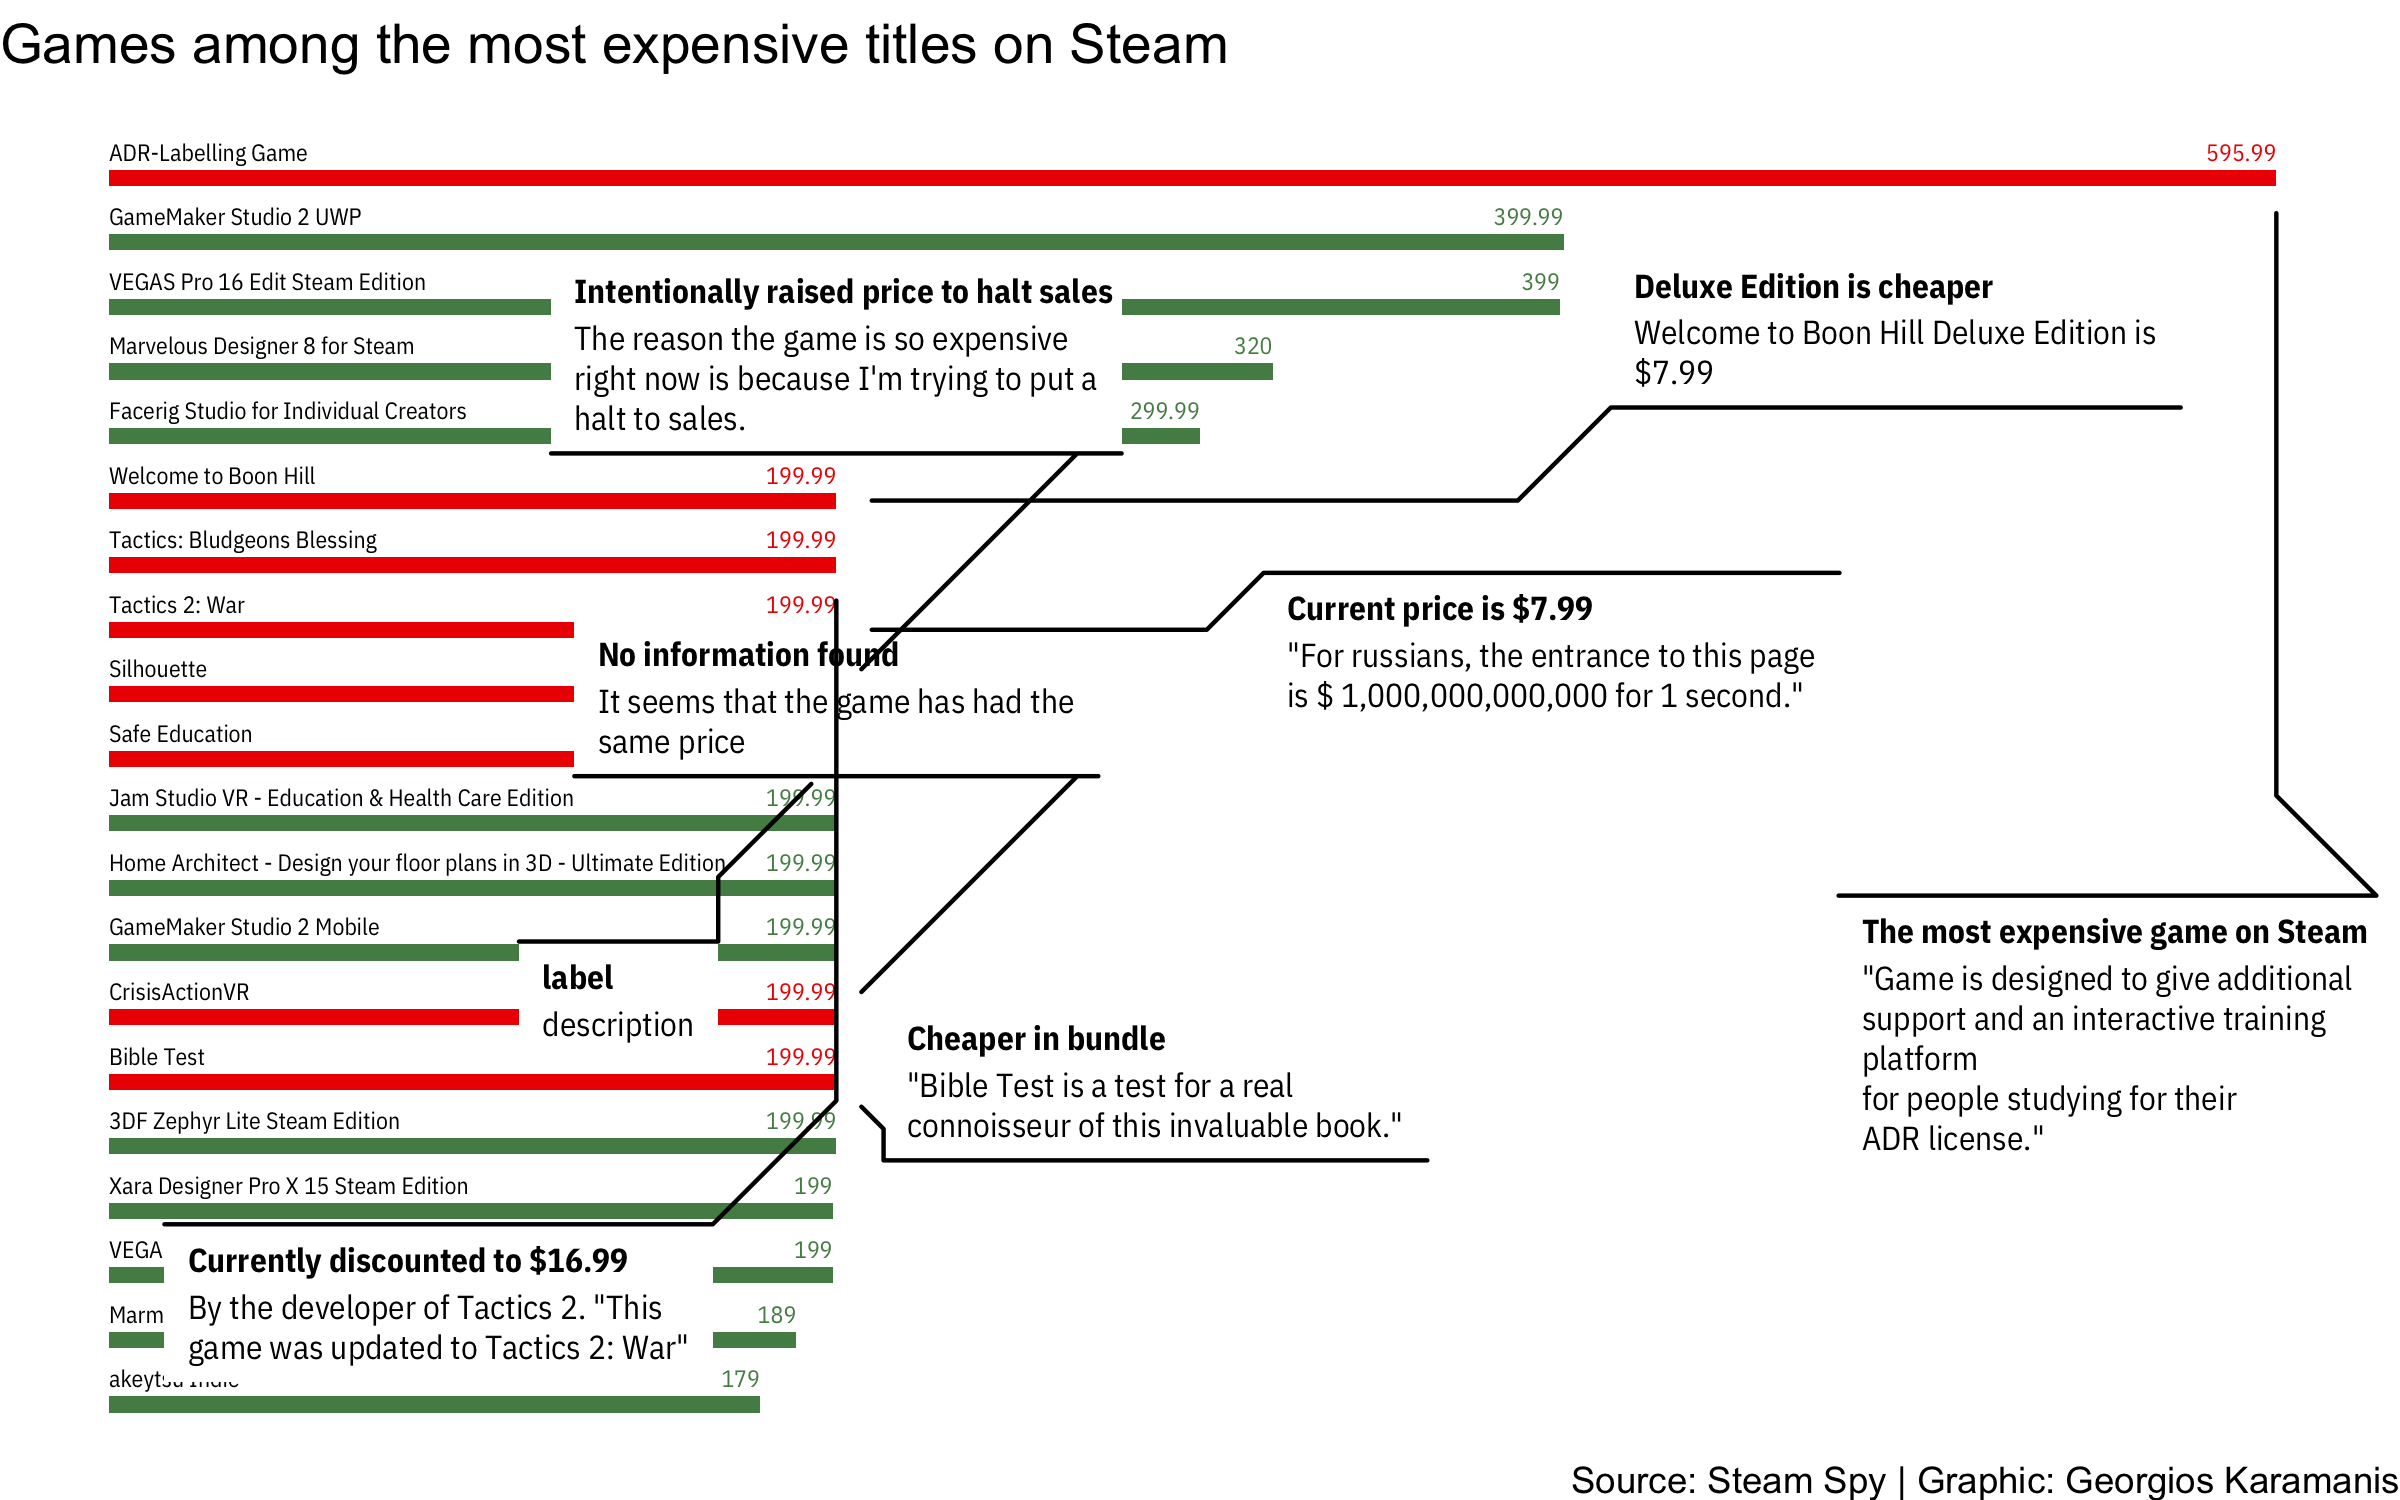 Games among the most expensive titles on Steam
ADR-Labelling Game 595.99
GameMaker Studio 2 UWP 399.99
VEGAS Pro 16 Edit Steam Edition 399
Marvelous Designer 8 for Steam 320
Facerig Studio for Individual Creators 299.99
Intentionally raised price to halt sales
The reason the game is so expensive
right now is because I'm trying to put a
halt to sales.
Deluxe Edition is cheaper
Welcome to Boon Hill Deluxe Edition is
$7.99
Welcome to Boon Hill 199.99
Tactics: Bludgeons Blessing 199.99
Tactics 2: War 199.99
Silhouette
Safe Education
No information found
It seems that the game has had the
same price
Current price is $7.99
"For russians, the entrance to this page
is $ 1,000,000,000,000 for 1 second."
Jam Studio VR - Education & Health Care Edition 199.99
Home Architect - Design your floor plans in 3D - Ultimate Edition 199.99
GameMaker Studio 2 Mobile 199.99
label
description
CrisisActionVR 199.99
Bible Test 199.99
Cheaper in bundle
"Bible Test is a test for a real
connoisseur of this invaluable book."
The most expensive game on Steam
"Game is designed to give additional
support and an interactive training
platform
for people studying for their
ADR license."
3DF Zephyr Lite Steam Edition 199.99
Xara Designer Pro X 15 Steam Edition 199
VEGA 199
Marm 189
Currently discounted to $16.99
By the developer of Tactics 2. "This
game was updated to Tactics 2: War"
akeytsu Indie 179
Source: Steam Spy | Graphic: Georgios Karamanis